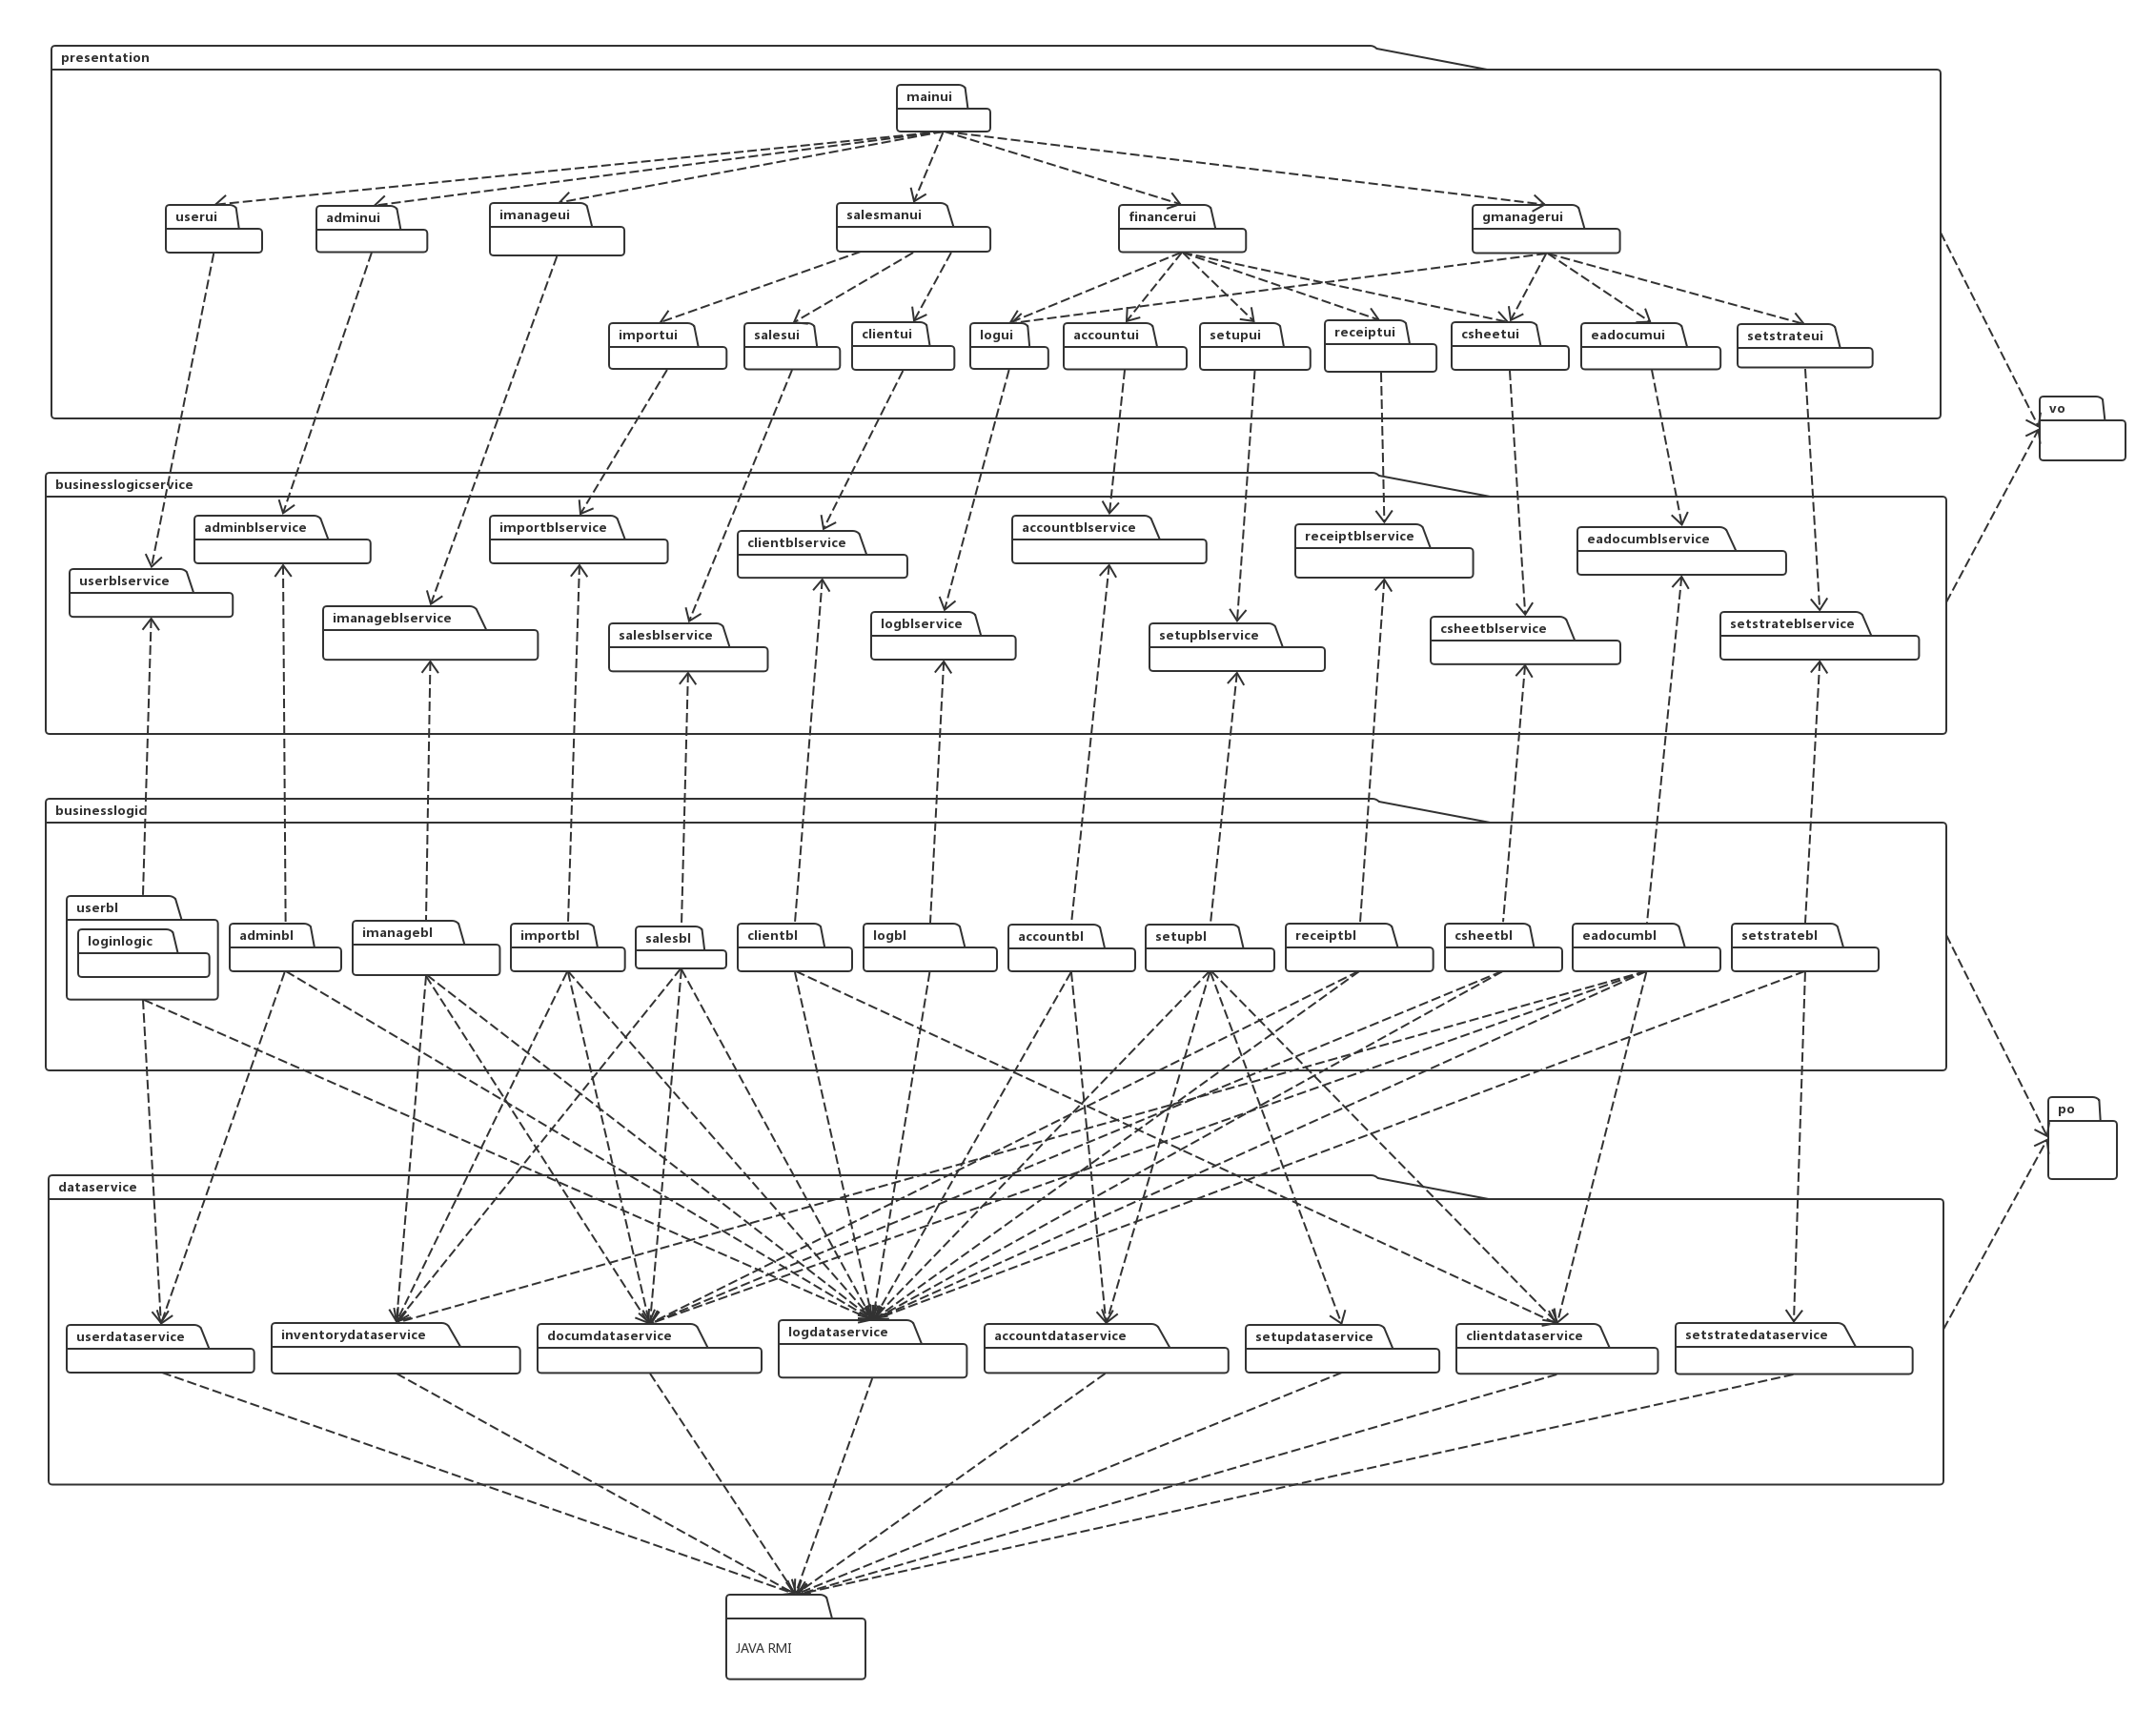 presentation
mainui
userui
adminui
imanageui
salesmanui
financerui
gmanagerui
importui
salesui
clientui
logui
accountui
setupui
receiptui
csheetui
eadocumui
setstrateui
vo
businesslogicservice
adminblservice
importblservice
clientblservice
accountblservice
receiptblservice
eadocumblservice
userblservice
imanageblservice
salesblservice
logblservice
setupblservice
csheetblservice
setstrateblservice
businesslogic
userbl
loginlogic
adminbl
imanagebl
importbl
salesbl
clientbl
logbl
accountbl
setupbl
receiptbl
csheetbl
eadocumbl
setstratebl
po
dataservice
userdataservice
inventorydataservice
documdataservice
logdataservice
accountdataservice
setupdataservice
clientdataservice
setstratedataservice
JAVA RMI